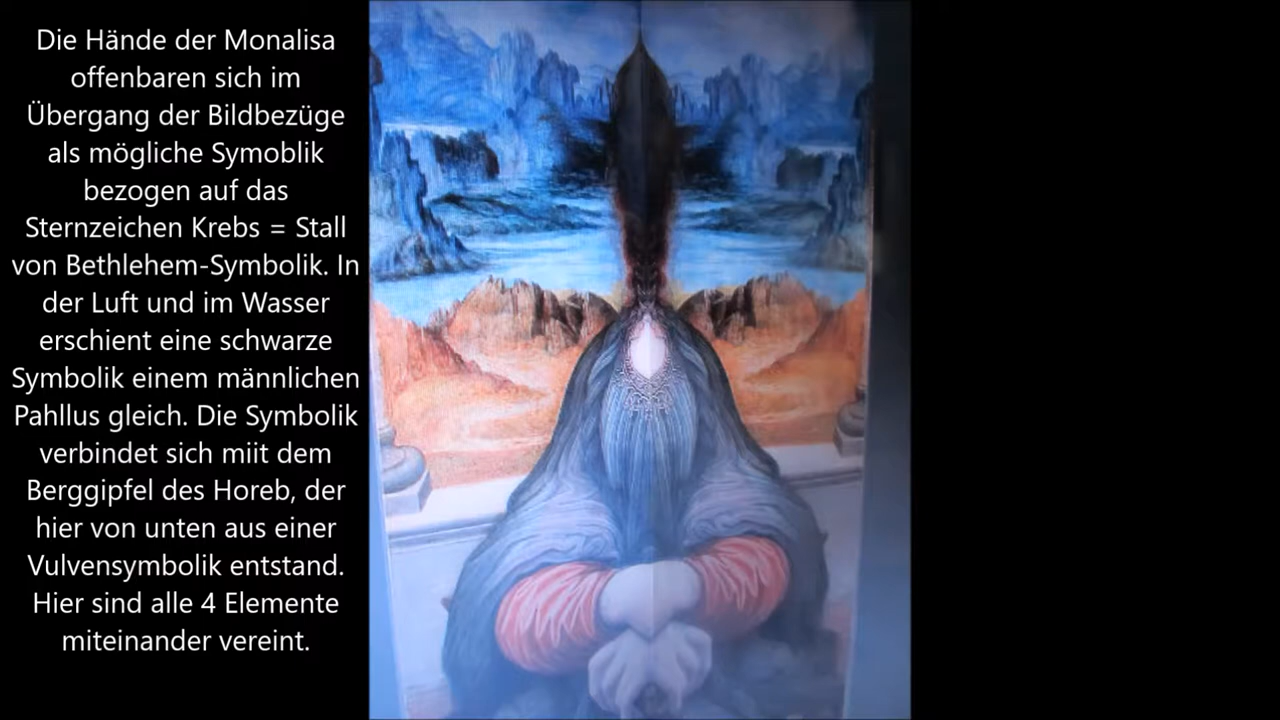 Die Hände der Monalisa
offenbaren sich im
Übergang der Bildbezüge
als mögliche Symoblik
bezogen auf das
Sternzeichen Krebs = Stall
von Bethlehem-Symbolik. In
der Luft und im Wasser
erschient eine schwarze
Symbolik einem männlichen
Pahllus gleich. Die Symbolik
verbindet sich miit dem
Berggipfel des Horeb, der
hier von unten aus einer
Vulvensymbolik entstand.
Hier sind alle 4 Elemente
miteinander vereint.